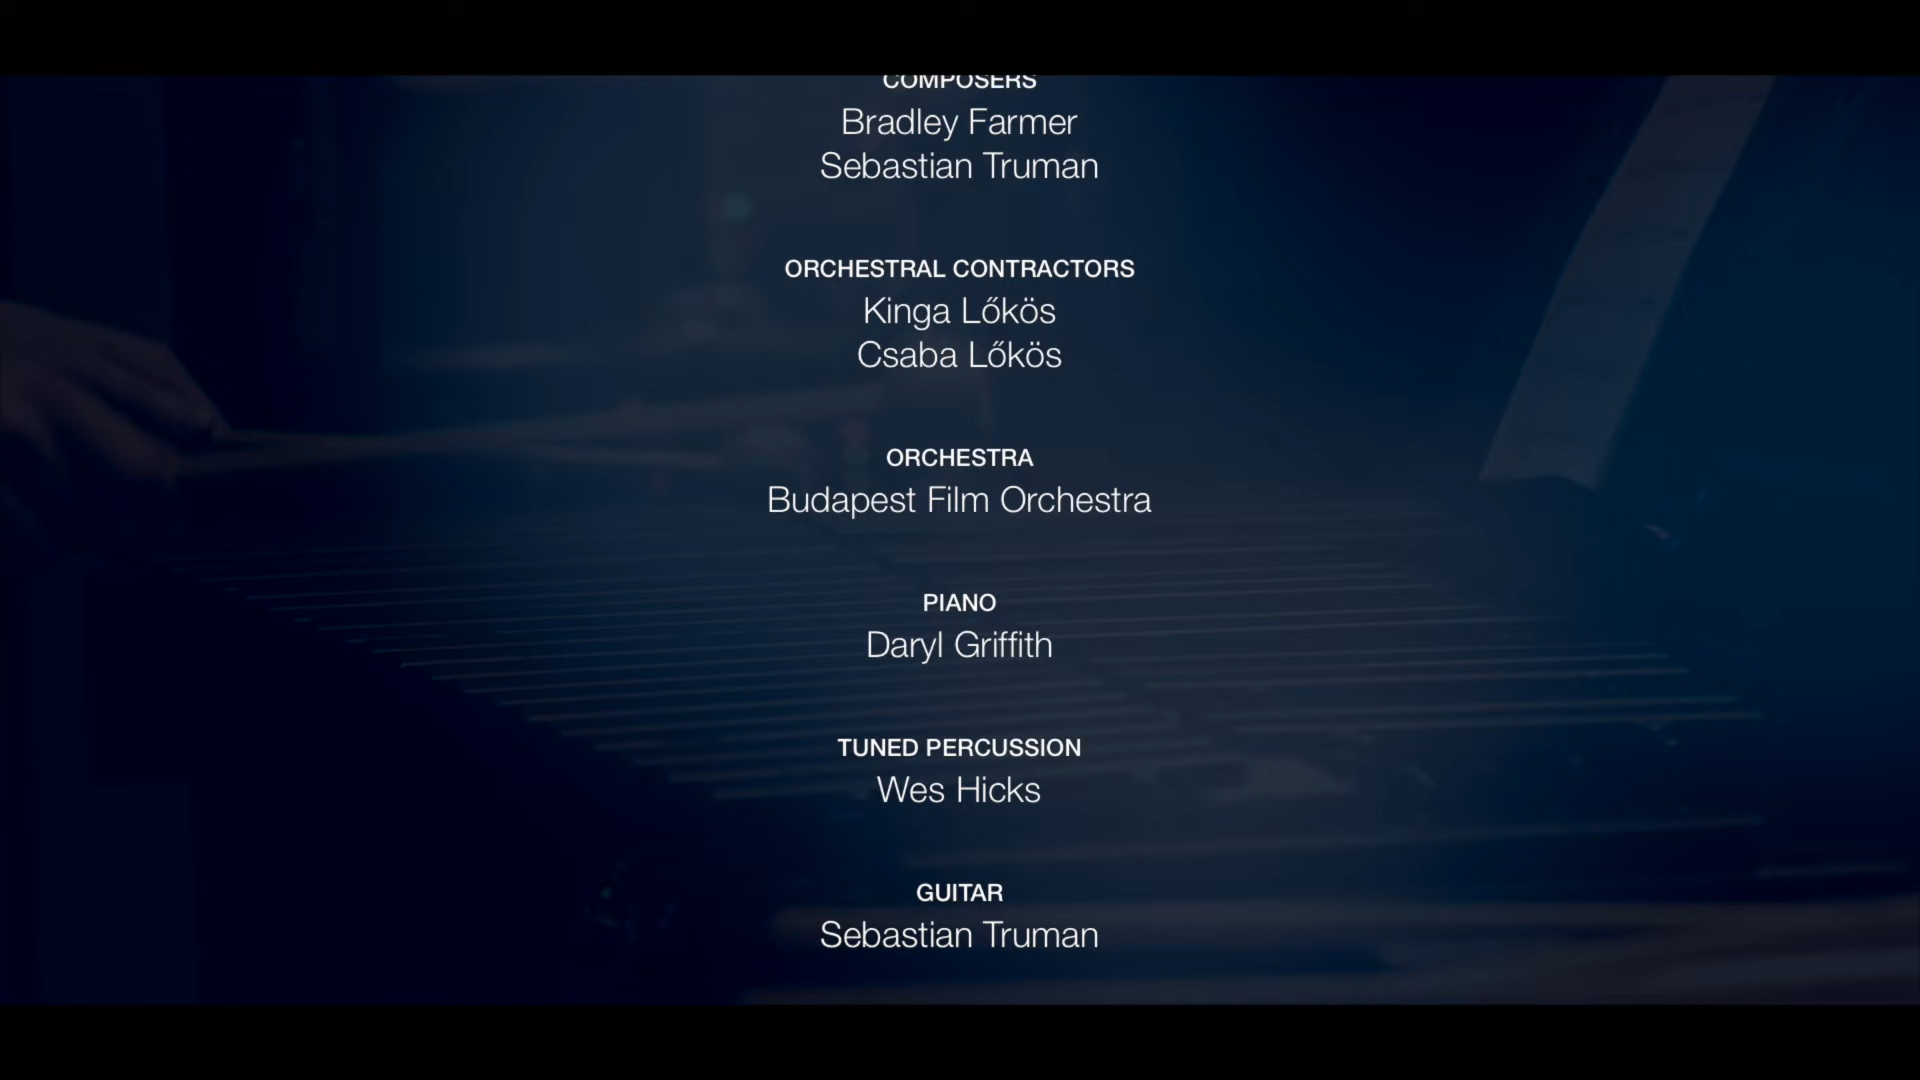 COMPOSERS
Bradley Farmer
Sebastian Truman
ORCHESTRAL CONTRACTORS
Kinga Lőkös
Csaba Lőkös
ORCHESTRA
Budapest Film Orchestra
PIANO
Daryl Griffith
TUNED PERCUSSION
Wes Hicks
GUITAR
Sebastian Truman